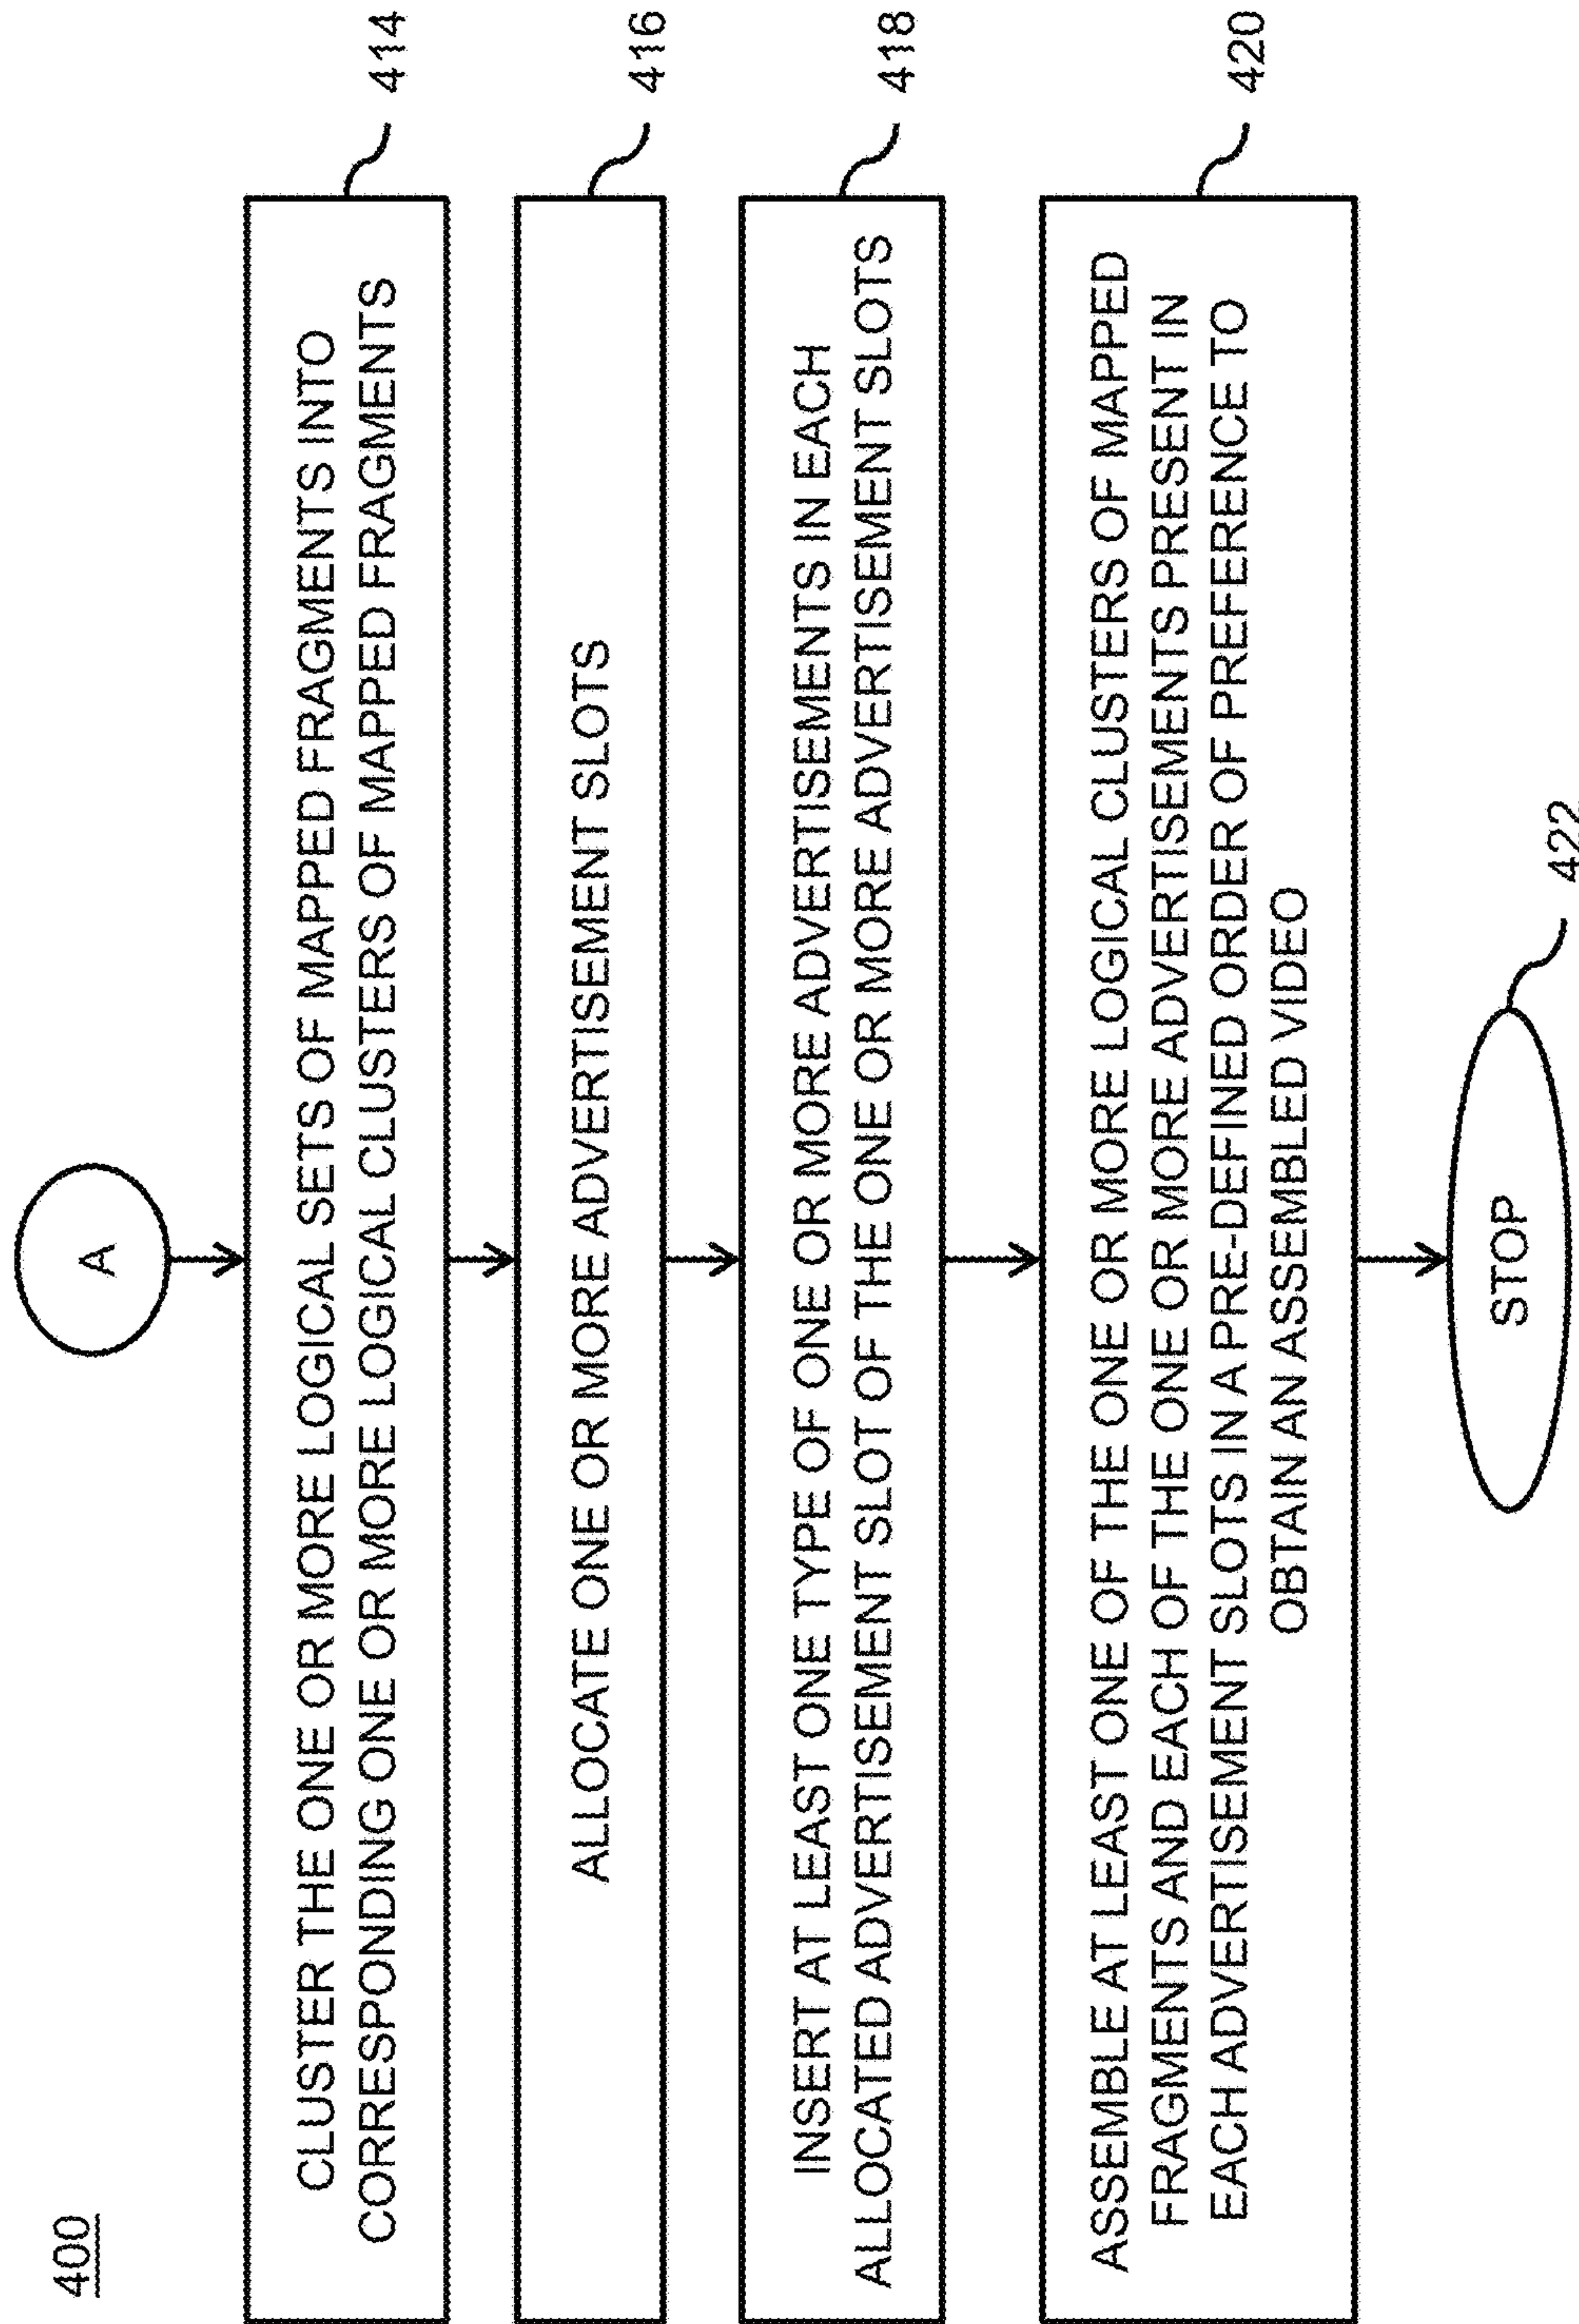 400
A
CLUSTER THE ONE OR MORE LOGICAL SETS OF MAPPED FRAGMENTS INTO
CORRESPONDING ONE OR MORE LOGICAL CLUSTERS OF MAPPED FRAGMENTS
414
ALLOCATE ONE OR MORE ADVERTISEMENT SLOTS
416
INSERT AT LEAST ONE TYPE OF ONE OR MORE ADVERTISEMENTS IN EACH
ALLOCATED ADVERTISEMENT SLOT OF THE ONE OR MORE ADVERTISEMENT SLOTS
418
ASSEMBLE AT LEAST ONE OF THE ONE OR MORE LOGICAL CLUSTERS OF MAPPED
FRAGMENTS AND EACH OF THE ONE OR MORE ADVERTISEMENTS PRESENT IN
EACH ADVERTISEMENT SLOTS IN A PRE-DEFINED ORDER OF PREFERENCE TO
OBTAIN AN ASSEMBLED VIDEO
420
STOP
422